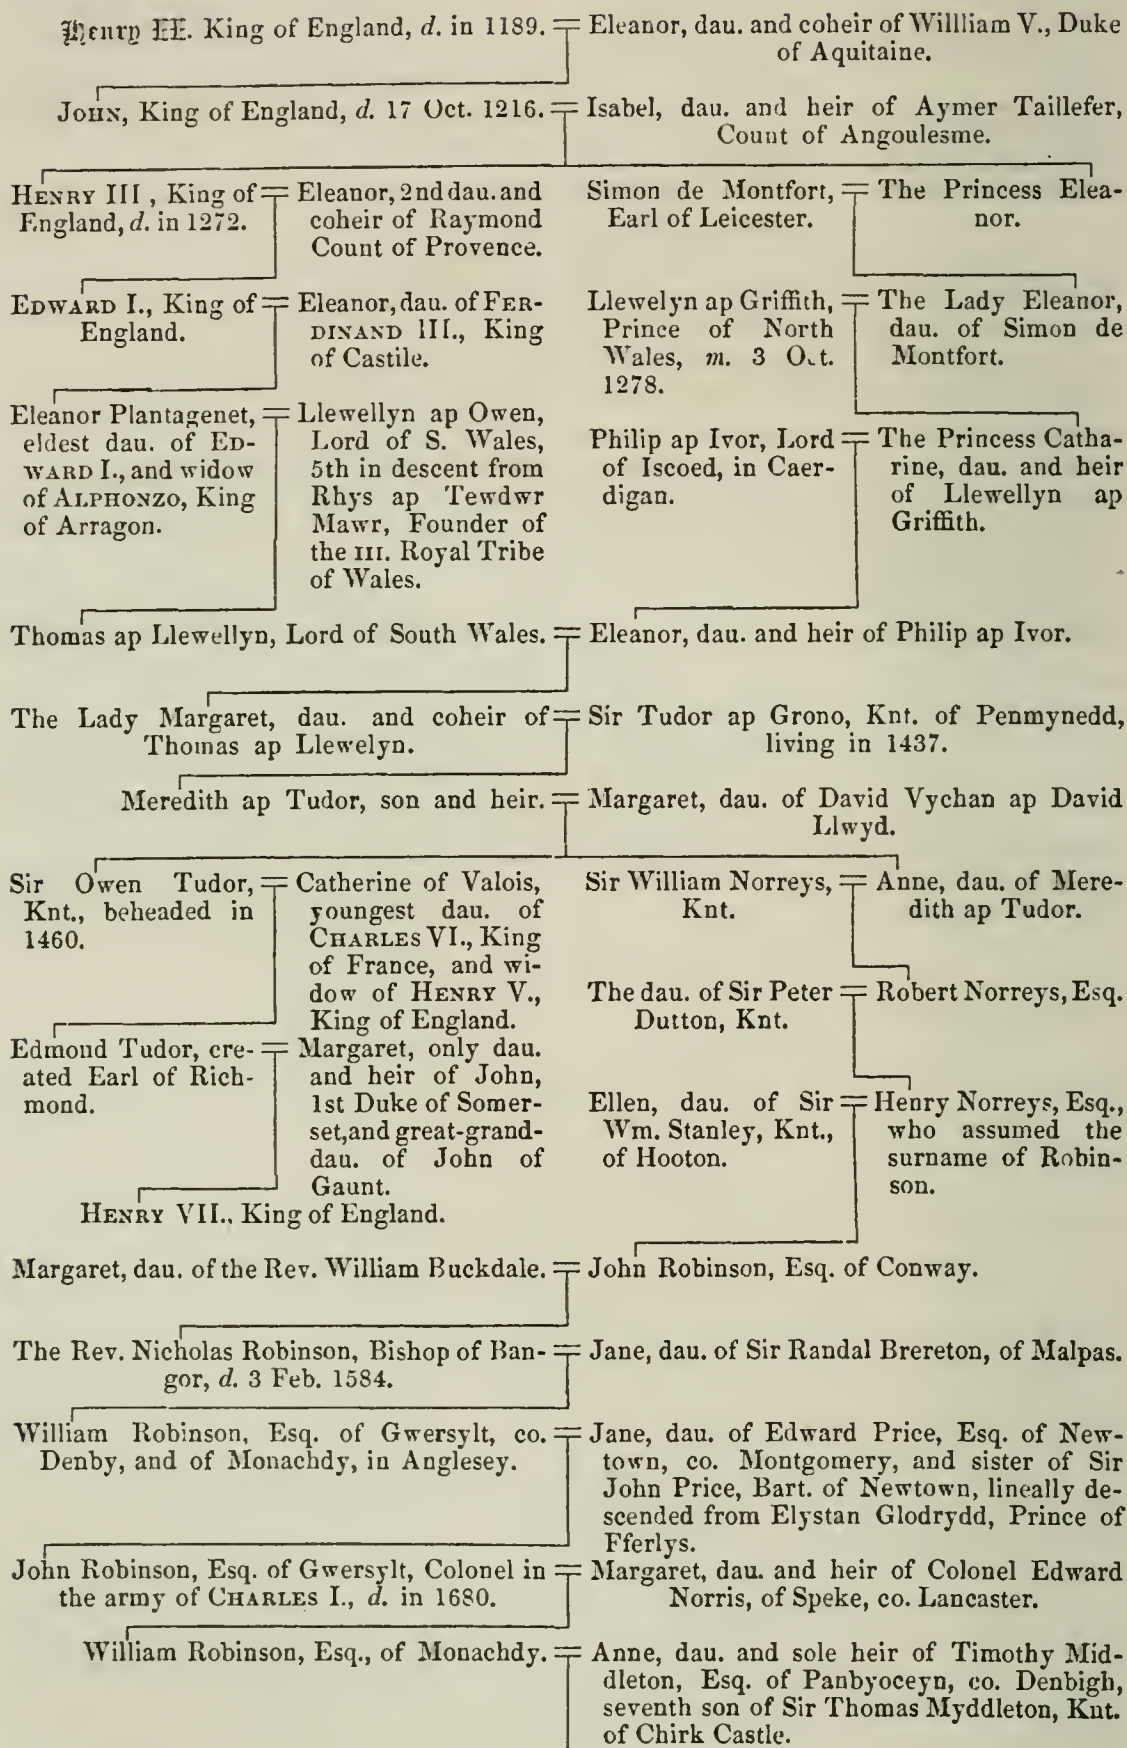 Henry II. King of England, d. in 1189. = Eleanor, dau. and coheir of Willliam V., Duke
of Aquitaine.
JOHN, King of England, d. 17 Oct. 1216. = Isabel, dau. and heir of Aymer Taillefer,
Count of Angoulesme.
HENRY III , King of
England, d. in 1272.
= Eleanor, 2nd dau. and
coheir of Raymond
Count of Provence.
Simon de Montfort,
Earl of Leicester.
= The Princess Elea-
nor.
EDWARD I., King of
England.
= Eleanor, dau. of FER-
DINAND III., King
of Castile.
Llewelyn ap Griffith,
Prince of North
Wales, m. 3 Oct.
1278.
= The Lady Eleanor,
dau. of Simon de
Montfort.
Eleanor Plantagenet,
eldest dau. of ED-
WARD I., and widow
of ALPHONZO, King
of Arragon.
= Llewellyn ap Owen,
Lord of S. Wales,
5th in descent from
Rhys ap Tewdwr
Mawr, Founder of
the III. Royal Tribe
of Wales.
Philip ap Ivor, Lord
of Iscoed, in Caer-
digan.
= The Princess Catha-
rine, dau. and heir
of Llewellyn ap
Griffith.
Thomas ap Llewellyn, Lord of South Wales. = Eleanor, dau. and heir of Philip ap Ivor.
The Lady Margaret, dau. and coheir of
Thomas ap Llewelyn.
= Sir Tudor ap Grono, Knt. of Penmynedd,
living in 1437.
Meredith ap Tudor, son and heir. = Margaret, dau. of David Vychan ap David
Llwyd.
Sir Owen Tudor,
Knt., beheaded in
1460.
= Catherine of Valois,
youngest dau. of
CHARLES VI., King
of France, and wi-
dow of HENRY V.,
King of England.
Sir William Norreys,
Knt.
= Anne, dau. of Mere-
dith ap Tudor.
The dau. of Sir Peter
Dutton, Knt.
= Robert Norreys, Esq.
Edmond Tudor, cre-
ated Earl of Rich-
mond.
= Margaret, only dau.
and heir of John,
1st Duke of Somer-
set,and great-grand-
dau. of John of
Gaunt.
Ellen, dau. of Sir
Wm. Stanley, Knt.,
of Hooton.
= Henry Norreys, Esq.,
who assumed the
surname of Robin-
son.
HENRY VII., King of England.
Margaret, dau. of the Rev. William Buckdale. = John Robinson, Esq. of Conway.
The Rev. Nicholas Robinson, Bishop of Ban-
gor, d. 3 Feb. 1584.
= Jane, dau. of Sir Randal Brereton, of Malpas.
William Robinson, Esq. of Gwersylt, co.
Denby, and of Monachdy, in Anglesey.
= Jane, dau. of Edward Price, Esq. of New-
town, co. Montgomery, and sister of Sir
John Price, Bart. of Newtown, lineally de-
scended from Elystan Glodrydd, Prince of
Fferlys.
John Robinson, Esq. of Gwersylt, Colonel in
the army of CHARLES I., d. in 1680.
= Margaret, dau. and heir of Colonel Edward
Norris, of Speke, co. Lancaster.
William Robinson, Esq., of Monachdy. = Anne, dau. and sole heir of Timothy Mid-
dleton, Esq. of Panbyoceyn, co. Denbigh,
seventh son of Sir Thomas Myddleton, Knt.
of Chirk Castle.